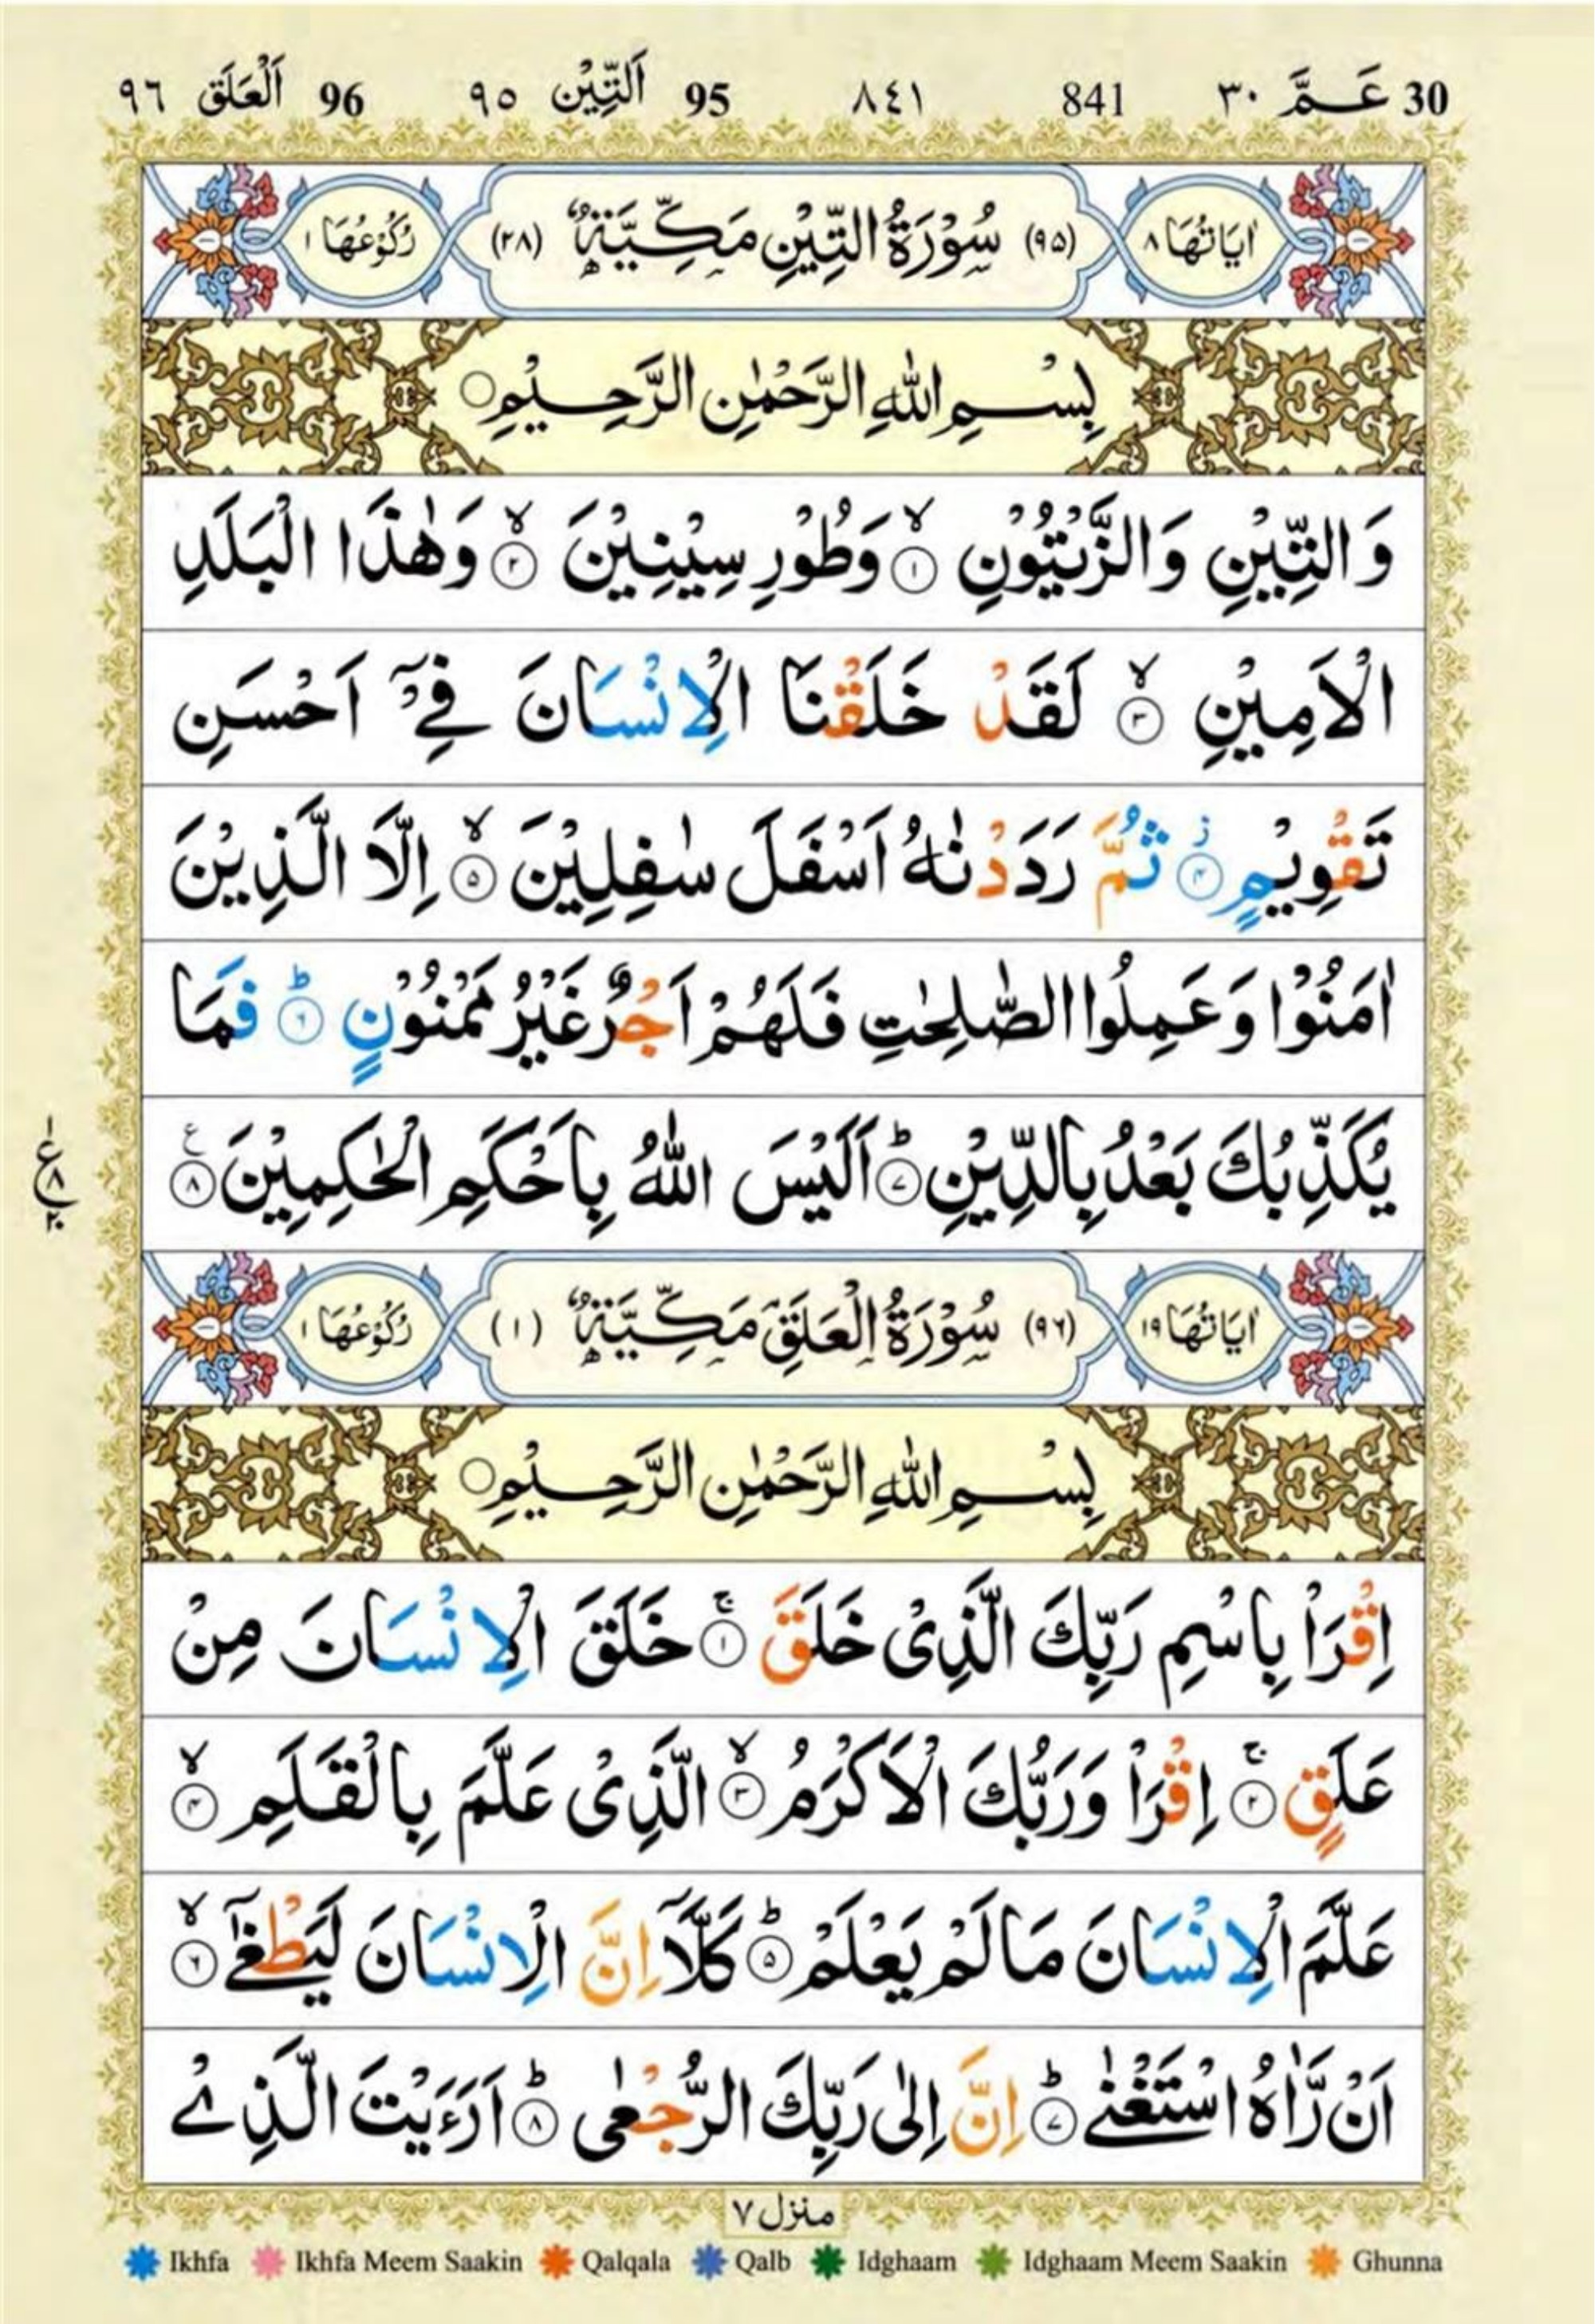 30 عَـمَّ ٣٠ 841 ٨٤١ 95 اَلتِّيْن ٩٥ 96 اَلْعَلَق ٩٦
اٰيَاتُهَا ٨ (٩٥) سُوْرَةُ التِّيْنِ مَكِّيَّةٌ (٢٨) رُكُوْعُهَا ١
بِسْمِ اللّٰهِ الرَّحْمٰنِ الرَّحِيْمِ ○
وَالتِّيْنِ وَالزَّيْتُوْنِ ۙ﴿۱﴾ وَطُوْرِ سِيْنِيْنَ ۙ﴿۲﴾ وَهٰذَا الْبَلَدِ
الْاَمِيْنِ ۙ﴿۳﴾ لَقَدْ خَلَقْنَا الْاِنْسَانَ فِيْۤ اَحْسَنِ
تَقْوِيْمٍ ۫﴿۴﴾ ثُمَّ رَدَدْنٰهُ اَسْفَلَ سٰفِلِيْنَ ۙ﴿۵﴾ اِلَّا الَّذِيْنَ
اٰمَنُوْا وَعَمِلُوا الصّٰلِحٰتِ فَلَهُمْ اَجْرٌ غَيْرُ مَمْنُوْنٍ ؕ﴿۶﴾ فَمَا
يُكَذِّبُكَ بَعْدُ بِالدِّيْنِ ؕ﴿۷﴾ اَلَيْسَ اللّٰهُ بِاَحْكَمِ الْحٰكِمِيْنَ ﴿۸﴾ ع
١ ع ٨ ٢٠
اٰيَاتُهَا ١٩ (٩٦) سُوْرَةُ الْعَلَقِ مَكِّيَّةٌ (١) رُكُوْعُهَا ١
بِسْمِ اللّٰهِ الرَّحْمٰنِ الرَّحِيْمِ ○
اِقْرَاْ بِاسْمِ رَبِّكَ الَّذِىْ خَلَقَ ۚ﴿۱﴾ خَلَقَ الْاِنْسَانَ مِنْ
عَلَقٍ ۚ﴿۲﴾ اِقْرَاْ وَرَبُّكَ الْاَكْرَمُ ۙ﴿۳﴾ الَّذِىْ عَلَّمَ بِالْقَلَمِ ۙ﴿۴﴾
عَلَّمَ الْاِنْسَانَ مَا لَمْ يَعْلَمْ ؕ﴿۵﴾ كَلَّاۤ اِنَّ الْاِنْسَانَ لَيَطْغٰٓى ۙ﴿۶﴾
اَنْ رَّاٰهُ اسْتَغْنٰى ؕ﴿۷﴾ اِنَّ اِلٰى رَبِّكَ الرُّجْعٰى ؕ﴿۸﴾ اَرَءَيْتَ الَّذِىْ
منزل ٧
Ikhfa Ikhfa Meem Saakin Qalqala Qalb Idghaam Idghaam Meem Saakin Ghunna